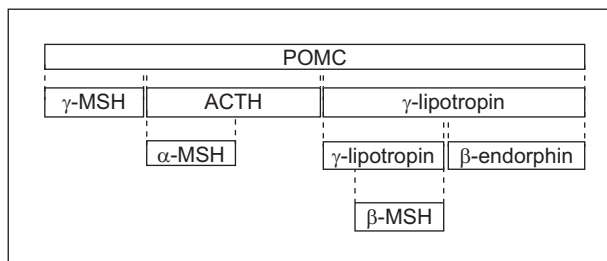 POMC
γ-MSH ACTH γ-lipotropin
α-MSH γ-lipotropin β-endorphin
β-MSH